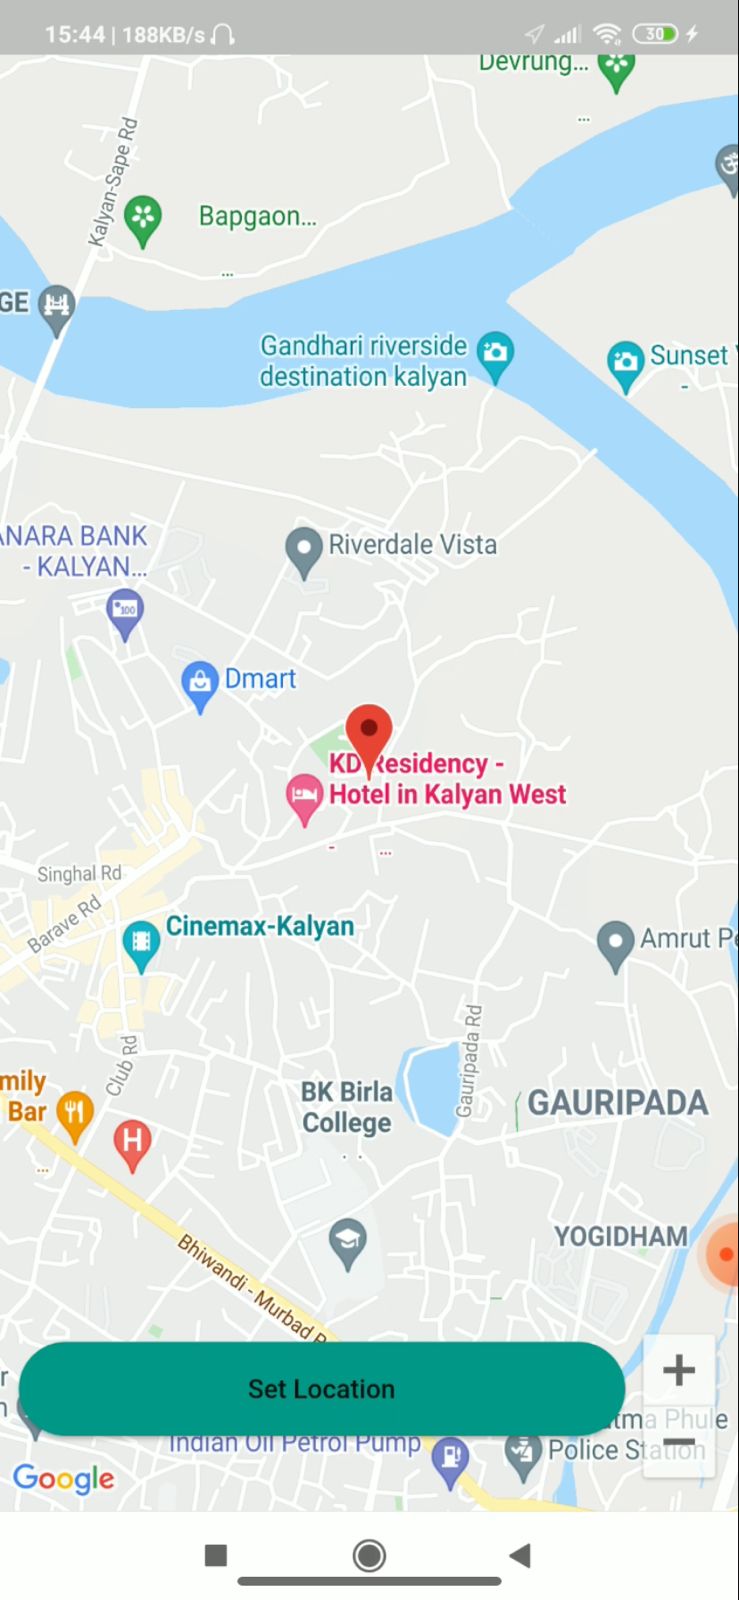 15:44 | 188KB/s
30
Devrung...
...
Kalyan-Sape Rd
Bapgaon...
...
GE
Gandhari riverside
destination kalyan
Sunset
-
ANARA BANK
- KALYAN...
100
Riverdale Vista
Dmart
KD Residency -
Hotel in Kalyan West
- ...
Singhal Rd
Barave Rd
Cinemax-Kalyan
Amrut Pe
Club Rd
Gauripada Rd
mily
Bar
...
H
BK Birla
College
GAURIPADA
YOGIDHAM
Bhiwandi - Murbad R
Set Location
+
r
n
tma Phule
Police Station
Indian Oil Petrol Pump
Google